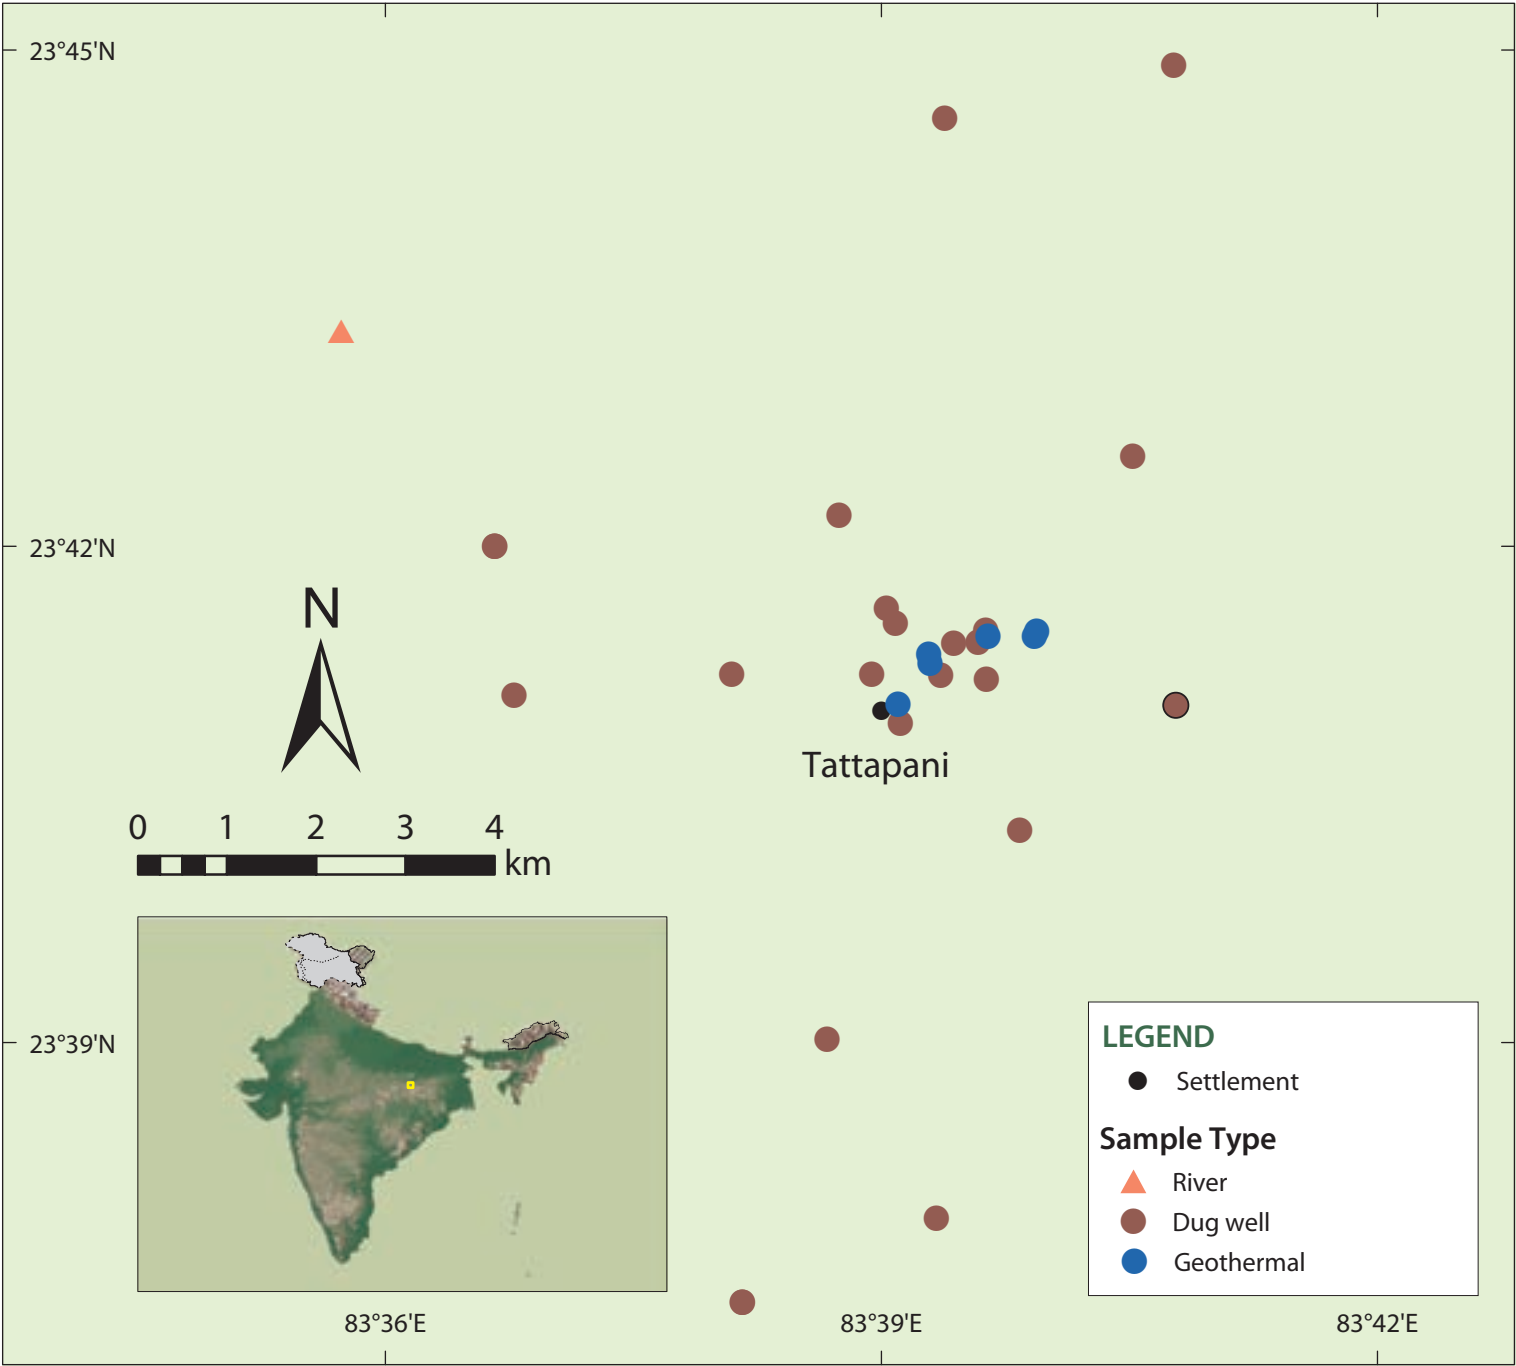 23°45'N
23°42'N
N
Tattapani
0 1 2 3 4
km
23°39'N
LEGEND
Settlement
Sample Type
River
Dug well
Geothermal
83°36'E 83°39'E 83°42'E